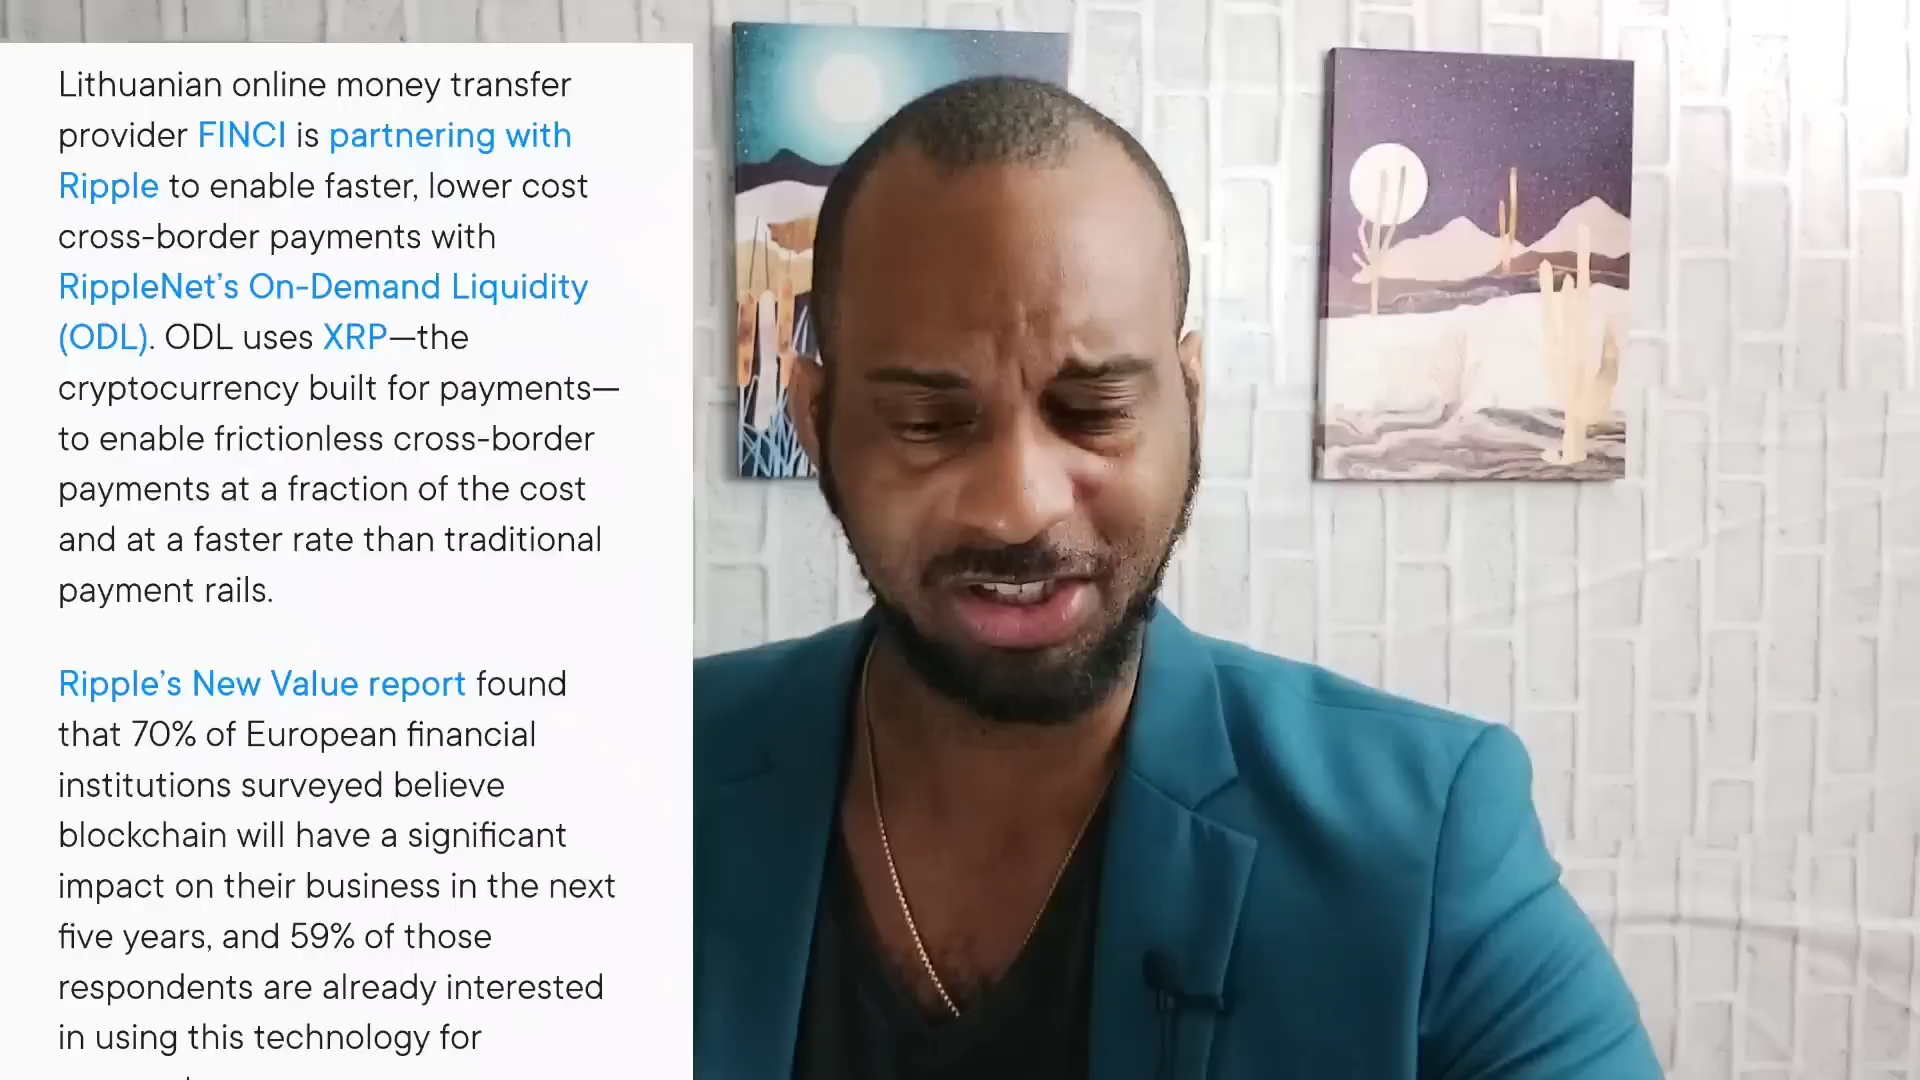 Lithuanian online money transfer
provider FINCI is partnering with
Ripple to enable faster, lower cost
cross-border payments with
RippleNet’s On-Demand Liquidity
(ODL). ODL uses XRP—the
cryptocurrency built for payments—
to enable frictionless cross-border
payments at a fraction of the cost
and at a faster rate than traditional
payment rails.
Ripple’s New Value report found
that 70% of European financial
institutions surveyed believe
blockchain will have a significant
impact on their business in the next
five years, and 59% of those
respondents are already interested
in using this technology for